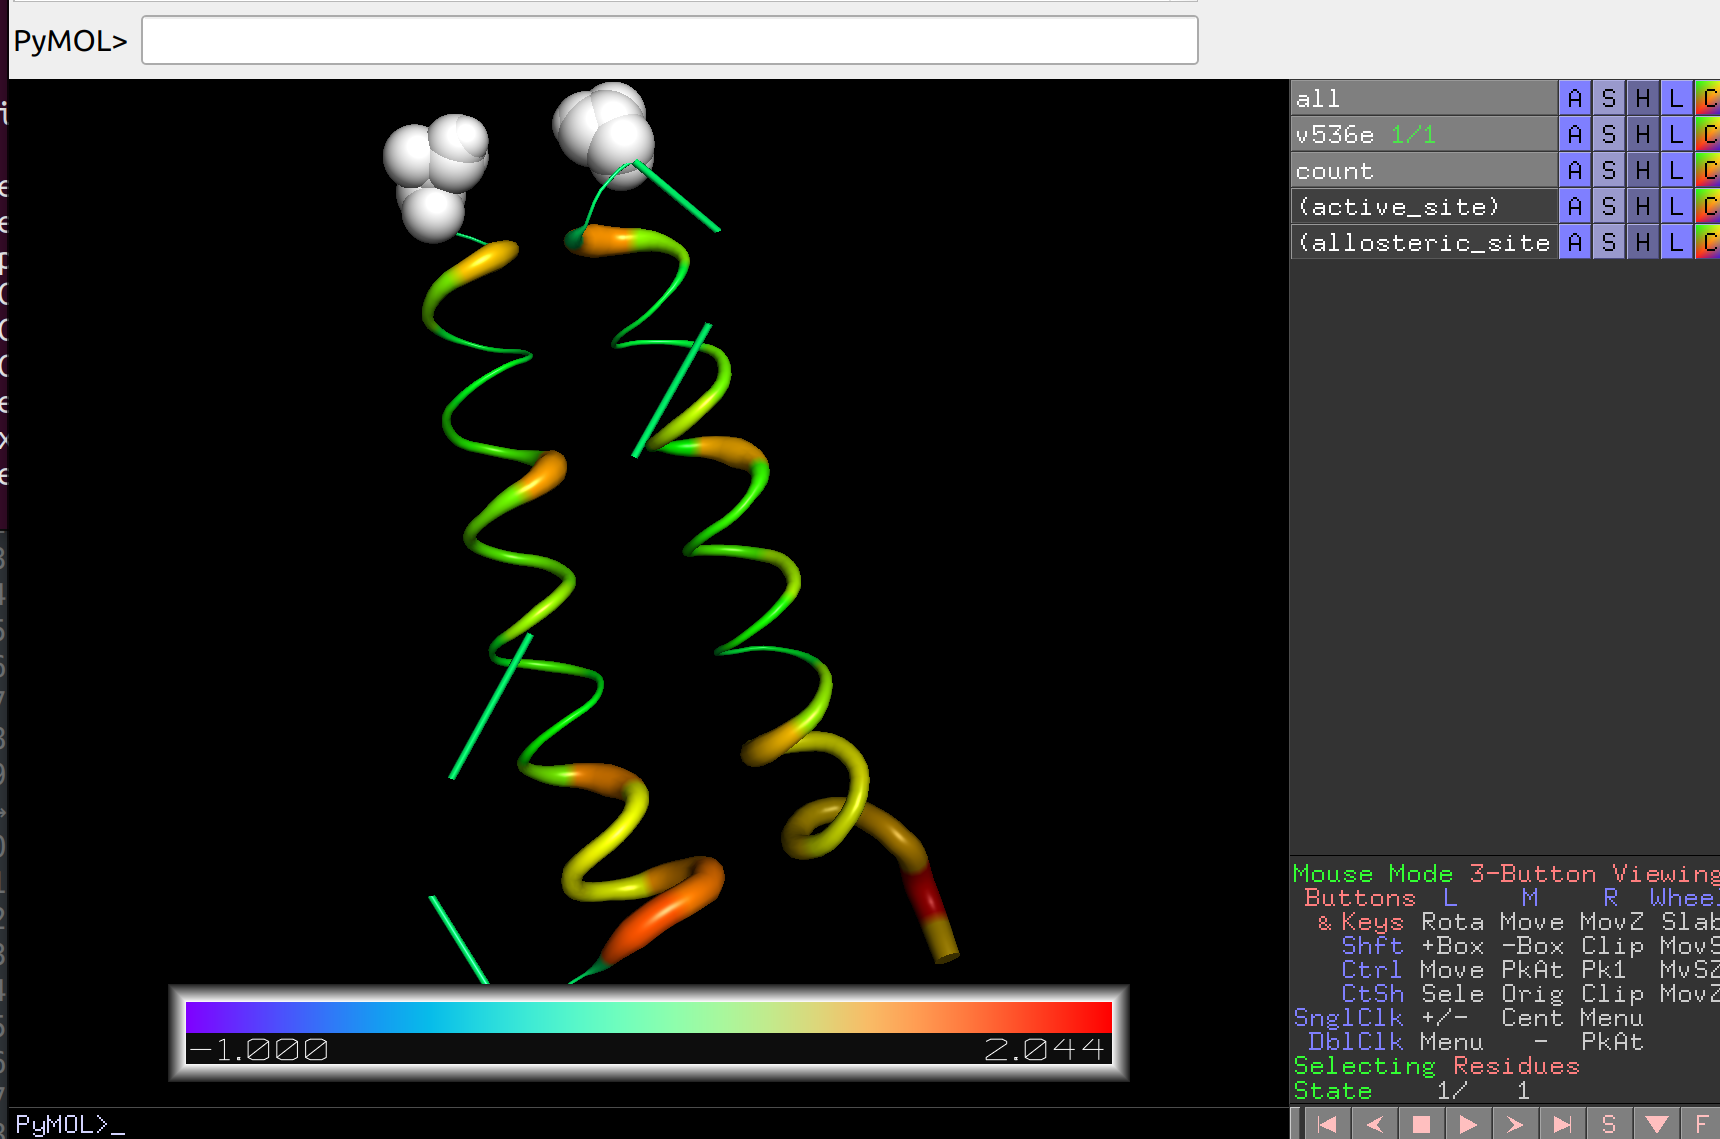 PyMOL>
all A S H L C
v536e 1/1 A S H L C
count A S H L C
(active_site) A S H L C
(allosteric_site A S H L C
Mouse Mode 3-Button Viewing
Buttons L M R Wheel
& Keys Rota Move MovZ Slab
Shft +Box -Box Clip MovS
Ctrl Move PkAt Pk1 MvSZ
CtSh Sele Orig Clip MovZ
SnglClk +/- Cent Menu
DblClk Menu - PkAt
Selecting Residues
State 1/ 1
-1.000 2.044
PyMOL>_
S F